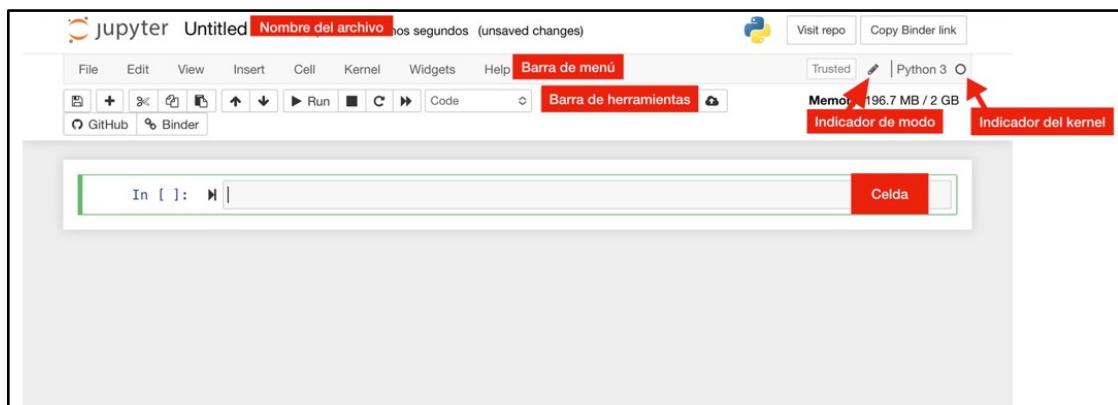 jupyter Untitled Nombre del archivo nos segundos (unsaved changes) Visit repo Copy Binder link
File Edit View Insert Cell Kernel Widgets Help Barra de menú Trusted Python 3
Run Code Barra de herramientas 196.7 MB / 2 GB
GitHub Binder Indicador de modo Indicador del kernel
In [ ]: Celda